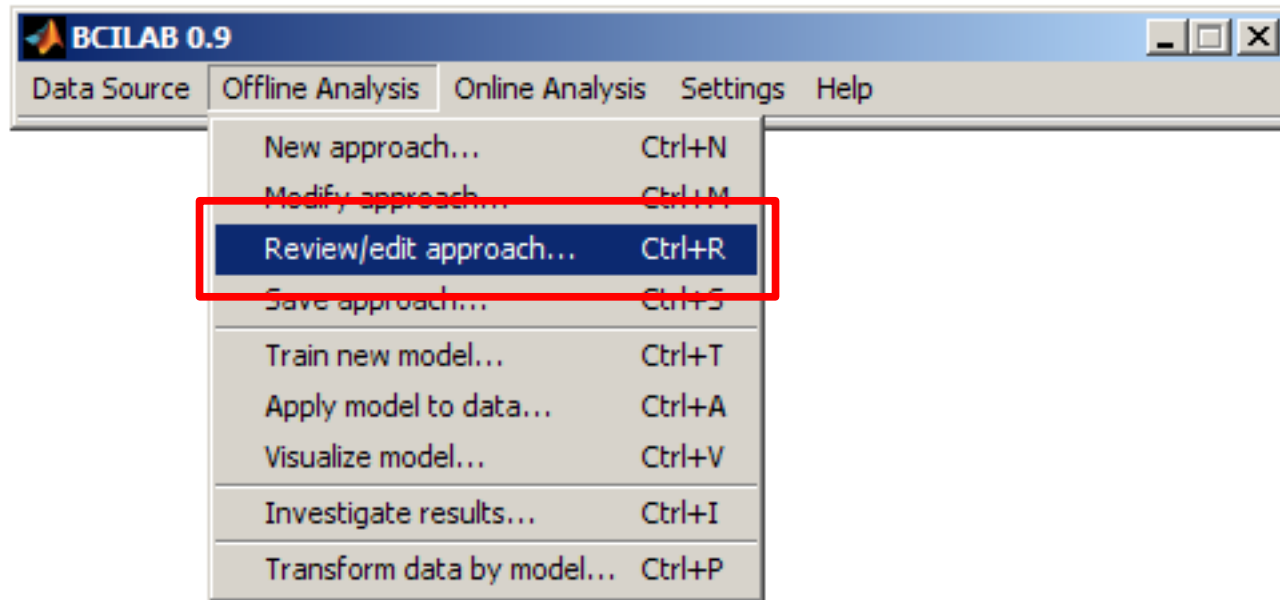 BCILAB 0.9
Data Source Offline Analysis Online Analysis Settings Help
New approach... Ctrl+N
Modify approach... Ctrl+M
Review/edit approach... Ctrl+R
Save approach... Ctrl+S
Train new model... Ctrl+T
Apply model to data... Ctrl+A
Visualize model... Ctrl+V
Investigate results... Ctrl+I
Transform data by model... Ctrl+P